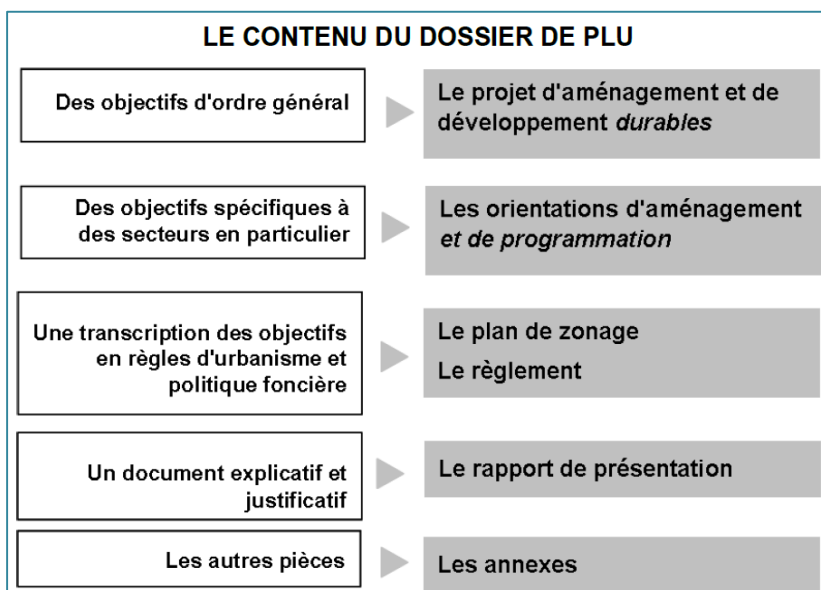 LE CONTENU DU DOSSIER DE PLU
Des objectifs d'ordre général
Le projet d'aménagement et de
développement durables
Des objectifs spécifiques à
des secteurs en particulier
Les orientations d'aménagement
et de programmation
Une transcription des objectifs
en règles d'urbanisme et
politique foncière
Le plan de zonage
Le règlement
Un document explicatif et
justificatif
Le rapport de présentation
Les autres pièces
Les annexes